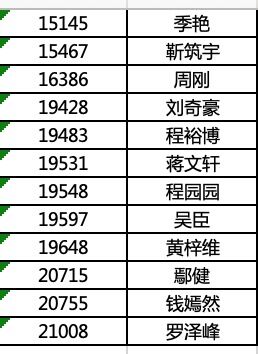 15145 季艳
15467 靳筑宇
16386 周刚
19428 刘奇豪
19483 程裕博
19531 蒋文轩
19548 程园园
19597 吴臣
19648 黄梓维
20715 鄢健
20755 钱嫣然
21008 罗泽峰